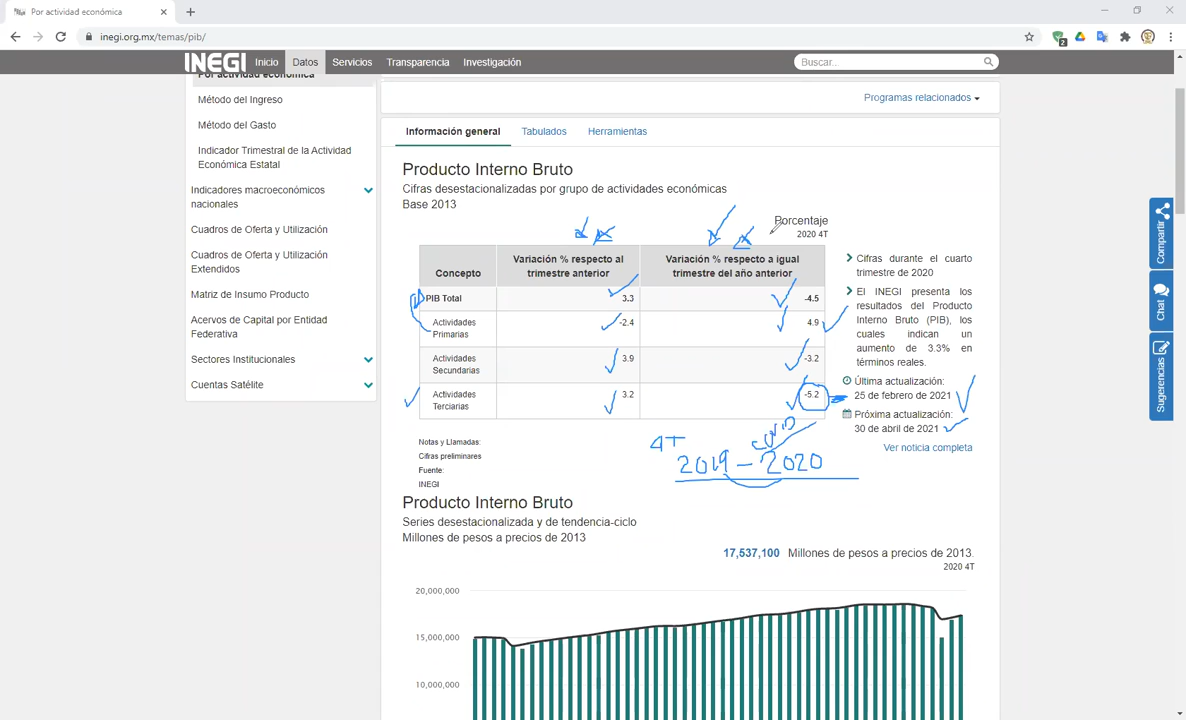 Por actividad económica
inegi.org.mx/temas/pib/
2
INEGI
Inicio
Datos
Servicios
Transparencia
Investigación
Buscar...
Por actividad económica
Método del Ingreso
Método del Gasto
Indicador Trimestral de la Actividad
Económica Estatal
Indicadores macroeconómicos
nacionales
Cuadros de Oferta y Utilización
Cuadros de Oferta y Utilización
Extendidos
Matriz de Insumo Producto
Acervos de Capital por Entidad
Federativa
Sectores Institucionales
Cuentas Satélite
Programas relacionados
Información general
Tabulados
Herramientas
Producto Interno Bruto
Cifras desestacionalizadas por grupo de actividades económicas
Base 2013
Porcentaje
2020 4T
Concepto
Variación % respecto al
trimestre anterior
Variación % respecto a igual
trimestre del año anterior
PIB Total 3.3 -4.5
Actividades
Primarias
-2.4 4.9
Actividades
Secundarias
3.9 -3.2
Actividades
Terciarias
3.2 -5.2
Cifras durante el cuarto
trimestre de 2020
El INEGI presenta los
resultados del Producto
Interno Bruto (PIB), los
cuales indican un
aumento de 3.3% en
términos reales.
Última actualización:
25 de febrero de 2021
Próxima actualización:
30 de abril de 2021
Ver noticia completa
Compartir
Chat
Sugerencias
Notas y Llamadas:
Cifras preliminares
Fuente:
INEGI
COVID
4T
2019 – 2020
Producto Interno Bruto
Series desestacionalizada y de tendencia-ciclo
Millones de pesos a precios de 2013
17,537,100 Millones de pesos a precios de 2013.
2020 4T
20,000,000
15,000,000
10,000,000